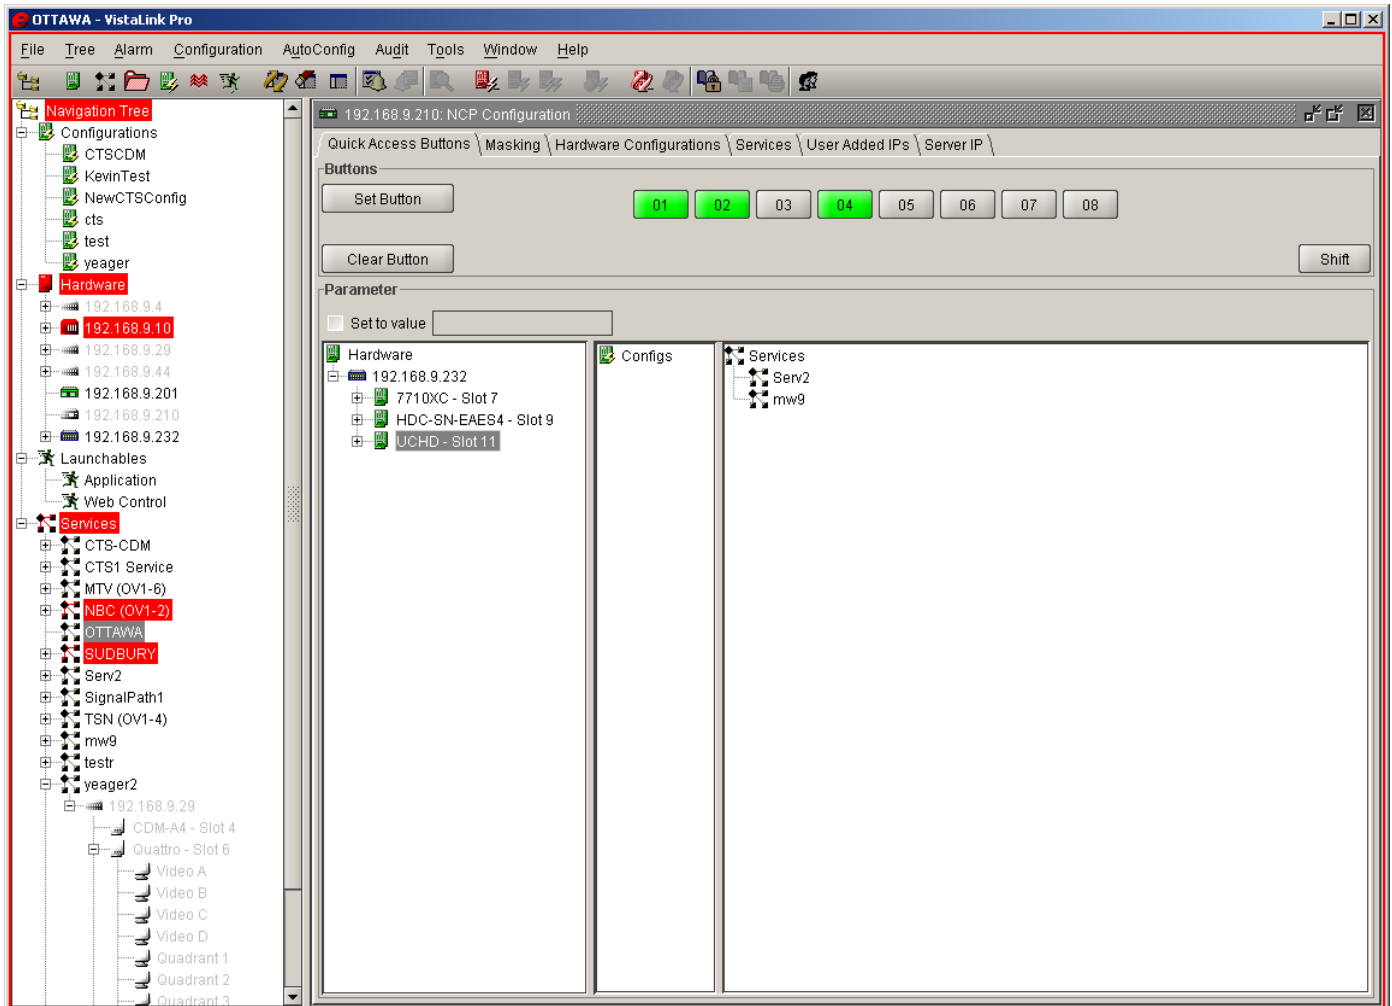 OTTAWA - VistaLink Pro
File Tree Alarm Configuration AutoConfig Audit Tools Window Help
Navigation Tree
Configurations
CTSCDM
KevinTest
NewCTSConfig
cts
test
yeager
Hardware
192.168.9.4
192.168.9.10
192.168.9.29
192.168.9.44
192.168.9.201
192.168.9.210
192.168.9.232
Launchables
Application
Web Control
Services
CTS-CDM
CTS1 Service
MTV (OV1-6)
NBC (OV1-2)
OTTAWA
SUDBURY
Serv2
SignalPath1
TSN (OV1-4)
mw9
testr
yeager2
192.168.9.29
CDM-A4 - Slot 4
Quattro - Slot 6
Video A
Video B
Video C
Video D
Quadrant 1
Quadrant 2
Quadrant 3
192.168.9.210: NCP Configuration
Quick Access Buttons Masking Hardware Configurations Services User Added IPs Server IP
Buttons
Set Button 01 02 03 04 05 06 07 08
Clear Button Shift
Parameter
Set to value
Hardware
192.168.9.232
7710XC - Slot 7
HDC-SN-EAES4 - Slot 9
UCHD - Slot 11
Configs
Services
Serv2
mw9